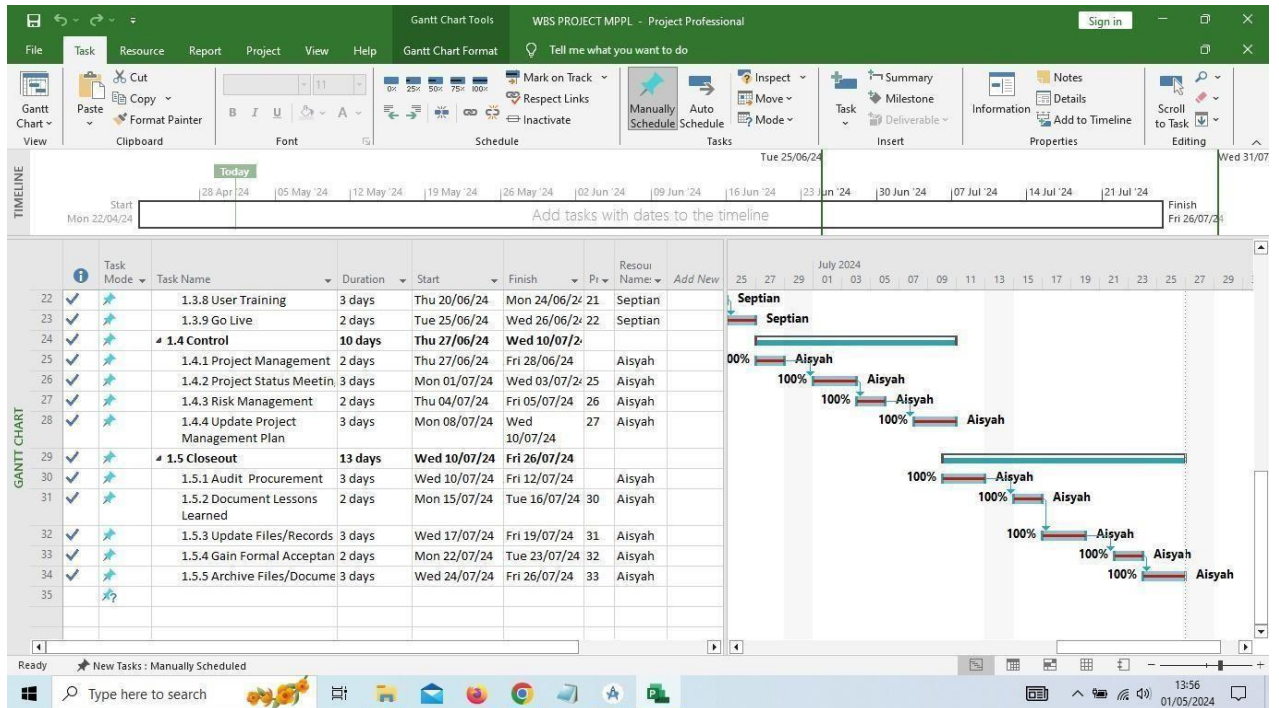 Gantt Chart Tools WBS PROJECT MPPL - Project Professional Sign in
File Task Resource Report Project View Help Gantt Chart Format Tell me what you want to do
Gantt Chart
View
Paste
Cut
Copy
Format Painter
Clipboard
11
B I U A
Font
0× 25× 50× 75× 100×
Mark on Track
Respect Links
Inactivate
Schedule
Manually Schedule
Auto Schedule
Inspect
Move
Mode
Tasks
Task
Summary
Milestone
Deliverable
Insert
Information
Notes
Details
Add to Timeline
Properties
Scroll to Task
Editing
TIMELINE
Tue 25/06/24 Wed 31/07
Today
28 Apr '24 05 May '24 12 May '24 19 May '24 26 May '24 02 Jun '24 09 Jun '24 16 Jun '24 23 Jun '24 30 Jun '24 07 Jul '24 14 Jul '24 21 Jul '24
Start
Mon 22/04/24
Add tasks with dates to the timeline
Finish
Fri 26/07/24
GANTT CHART
Task Mode Task Name Duration Start Finish Pr Resour Name: Add New
July 2024
25 27 29 01 03 05 07 09 11 13 15 17 19 21 23 25 27 29
22 1.3.8 User Training 3 days Thu 20/06/24 Mon 24/06/24 21 Septian Septian
23 1.3.9 Go Live 2 days Tue 25/06/24 Wed 26/06/24 22 Septian Septian
24 1.4 Control 10 days Thu 27/06/24 Wed 10/07/24
25 1.4.1 Project Management 2 days Thu 27/06/24 Fri 28/06/24 Aisyah 00% Aisyah
26 1.4.2 Project Status Meetin 3 days Mon 01/07/24 Wed 03/07/24 25 Aisyah 100% Aisyah
27 1.4.3 Risk Management 2 days Thu 04/07/24 Fri 05/07/24 26 Aisyah 100% Aisyah
28 1.4.4 Update Project Management Plan 3 days Mon 08/07/24 Wed 10/07/24 27 Aisyah 100% Aisyah
29 1.5 Closeout 13 days Wed 10/07/24 Fri 26/07/24
30 1.5.1 Audit Procurement 3 days Wed 10/07/24 Fri 12/07/24 Aisyah 100% Aisyah
31 1.5.2 Document Lessons Learned 2 days Mon 15/07/24 Tue 16/07/24 30 Aisyah 100% Aisyah
32 1.5.3 Update Files/Records 3 days Wed 17/07/24 Fri 19/07/24 31 Aisyah 100% Aisyah
33 1.5.4 Gain Formal Acceptan 2 days Mon 22/07/24 Tue 23/07/24 32 Aisyah 100% Aisyah
34 1.5.5 Archive Files/Docume 3 days Wed 24/07/24 Fri 26/07/24 33 Aisyah 100% Aisyah
35
Ready New Tasks : Manually Scheduled
Type here to search
13:56
01/05/2024